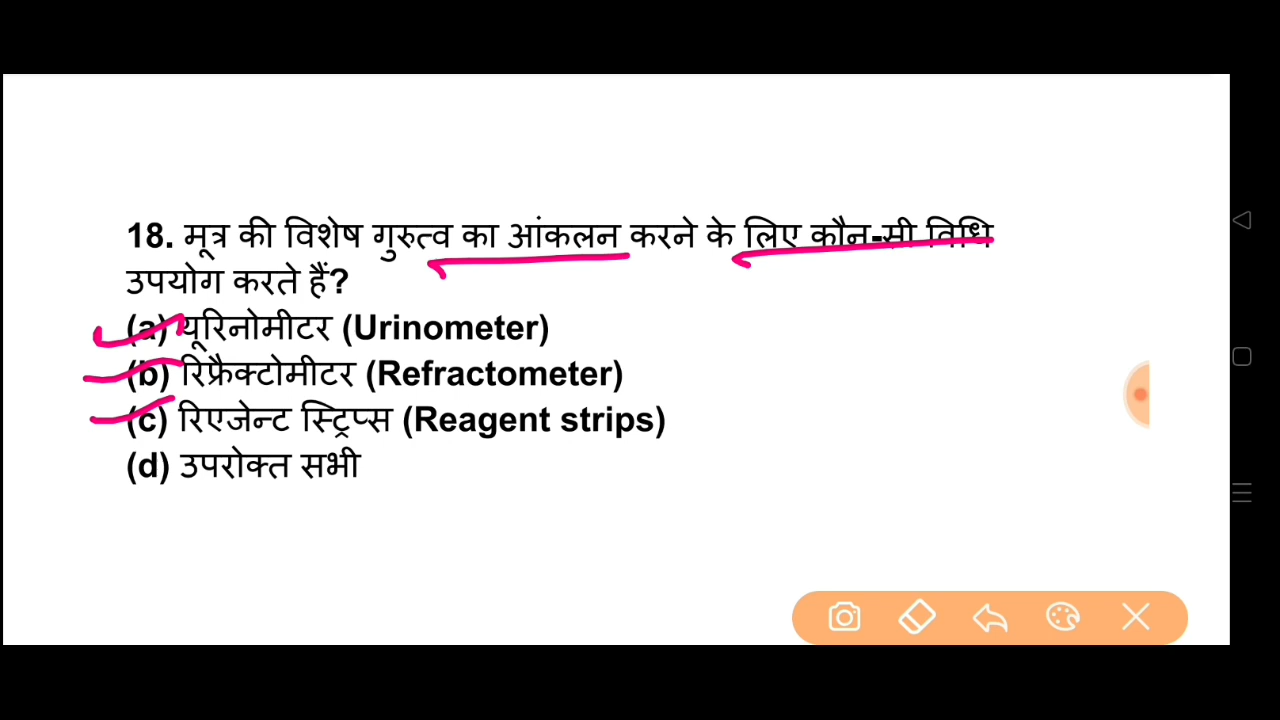 18. मूत्र की विशेष गुरुत्व का आंकलन करने के लिए कौन-सी विधि
उपयोग करते हैं?
(a) यूरिनोमीटर (Urinometer)
(b) रिफ्रैक्टोमीटर (Refractometer)
(c) रिएजेन्ट स्ट्रिप्स (Reagent strips)
(d) उपरोक्त सभी